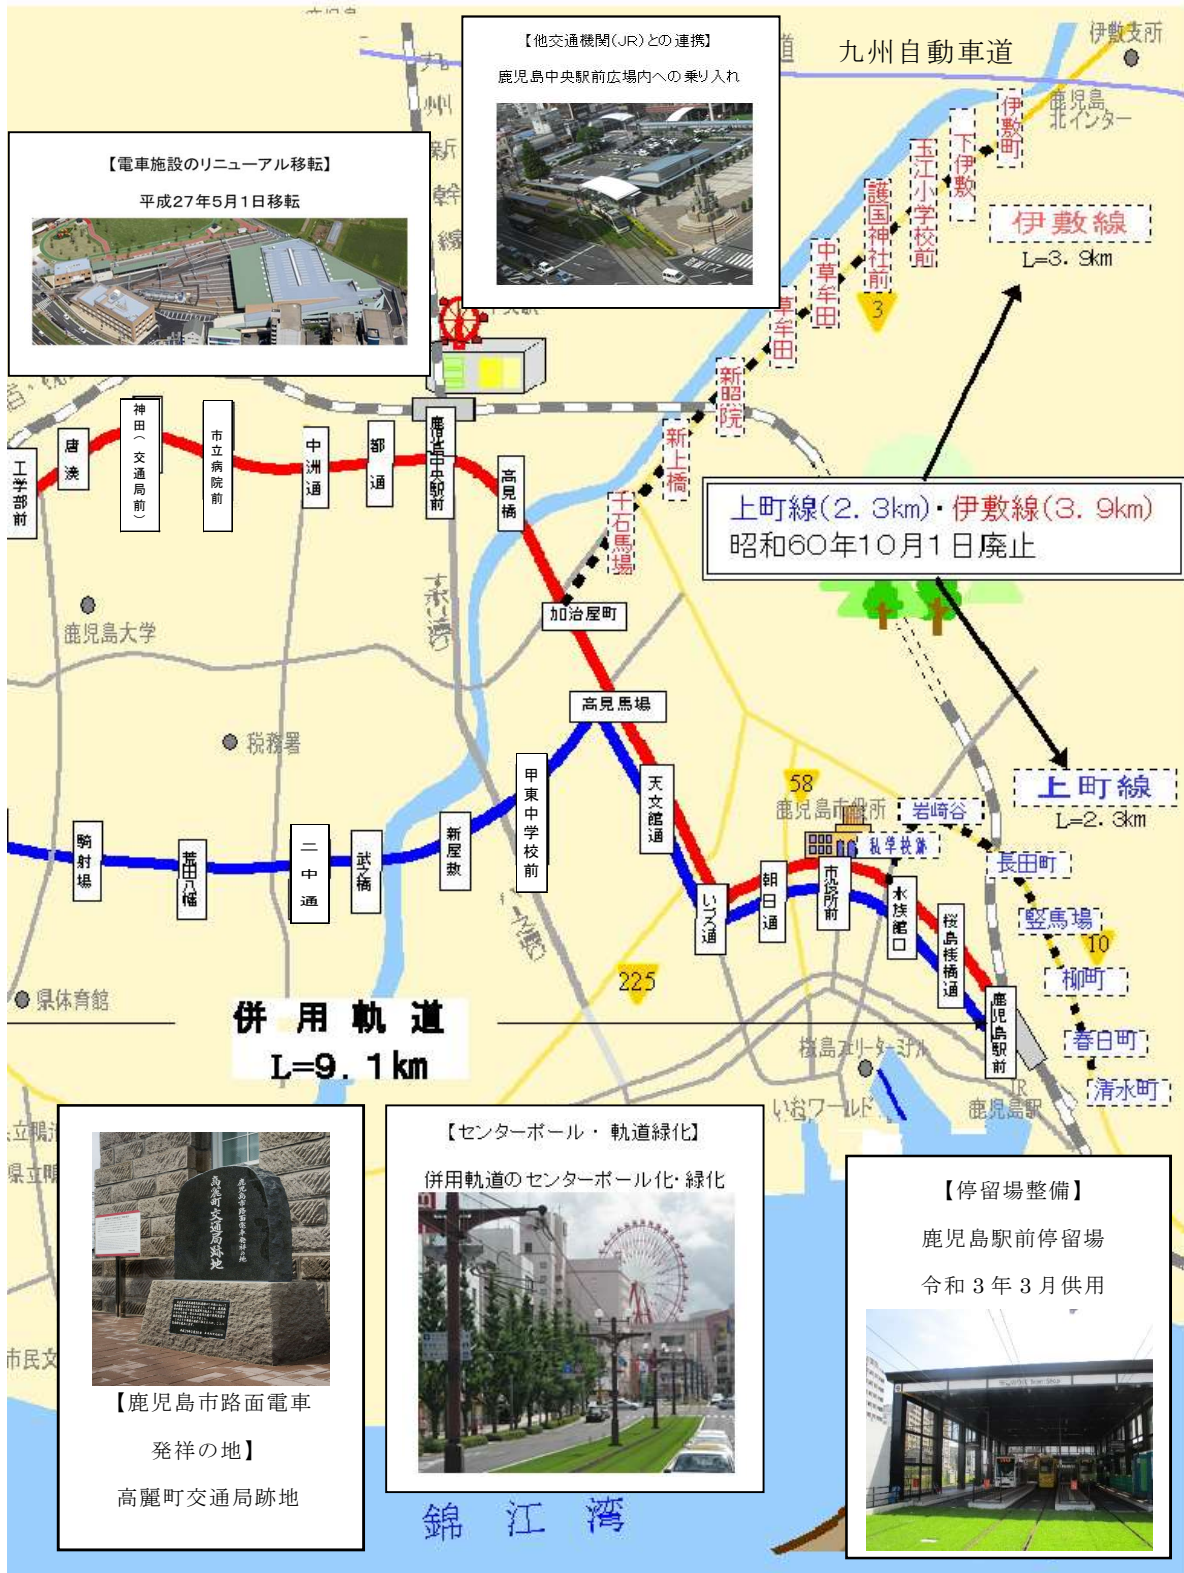 【他交通機関(JR)との連携】
鹿児島中央駅前広場内への乗り入れ
九州自動車道
伊敷支所
鹿児島
北インター
【電車施設のリニューアル移転】
平成27年5月1日移転
伊敷町
下伊敷
玉江小学校前
護国神社前
中草牟田
草牟田
新昭院
新上橋
千石馬場
伊敷線
L=3.9km
3
上町線(2.3km)・伊敷線(3.9km)
昭和60年10月1日廃止
工学部前
唐湊
神田(交通局前)
市立病院前
中洲通
都通
鹿児島中央駅前
高見橋
加治屋町
高見馬場
鹿児島大学
税務署
天文館通
甲東中学校前
新屋敷
武之橋
二中通
荒田八幡
騎射場
いづろ通
朝日通
市役所前
水族館口
桜島桟橋通
鹿児島駅前
58
鹿児島市役所
岩崎谷
私学校跡
上町線
L=2.3km
長田町
竪馬場
10
柳町
春日町
清水町
225
県体育館
併用軌道
L=9.1km
桜島フェリーターミナル
いおワールド
JR
鹿児島駅
高麗町交通局跡地
【鹿児島市路面電車
発祥の地】
高麗町交通局跡地
【センターポール・軌道緑化】
併用軌道のセンターポール化・緑化
【停留場整備】
鹿児島駅前停留場
令和3年3月供用
錦江湾